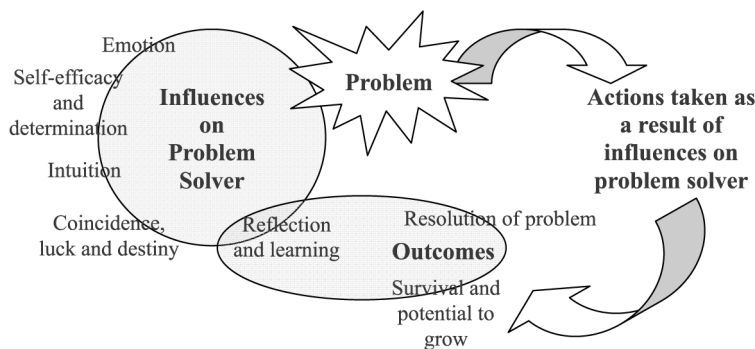 Emotion
Self-efficacy
and
determination
Intuition
Coincidence,
luck and destiny
Influences
on
Problem
Solver
Problem
Actions taken as
a result of
influences on
problem solver
Reflection
and learning
Resolution of problem
Outcomes
Survival and
potential to
grow